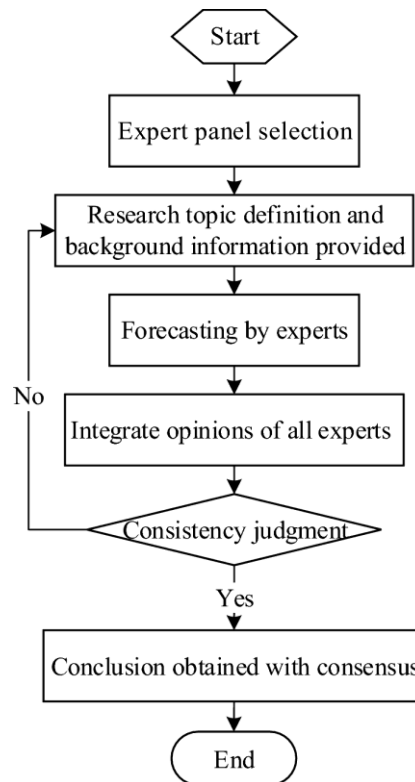 Start
Expert panel selection
Research topic definition and
background information provided
Forecasting by experts
No
Integrate opinions of all experts
Consistency judgment
Yes
Conclusion obtained with consensus
End